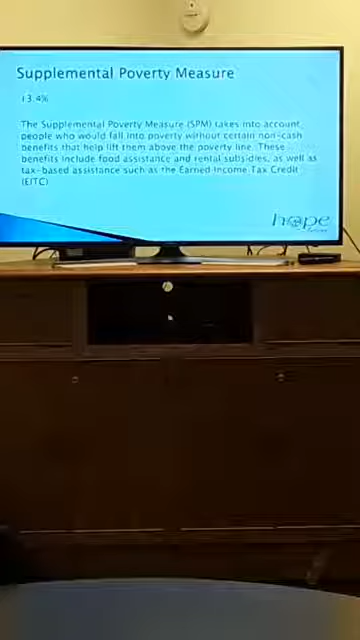 Supplemental Poverty Measure
13.4%
The Supplemental Poverty Measure (SPM) takes into account
people who would fall into poverty without certain non-cash
benefits that help lift them above the poverty line. These
benefits include food assistance and rental subsidies, as well as
tax-based assistance such as the Earned Income Tax Credit
(EITC)
hope